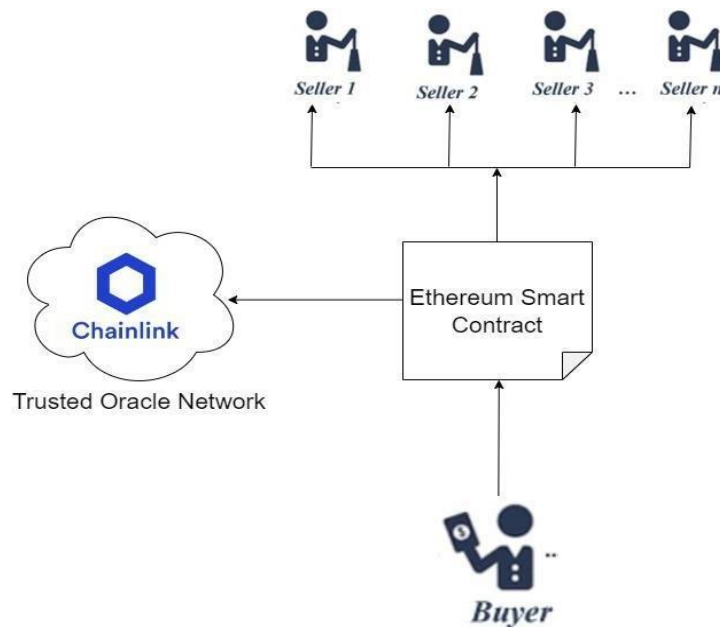 Seller 1
Seller 2
Seller 3
...
Seller n
Ethereum Smart
Contract
Chainlink
Trusted Oracle Network
$
Buyer